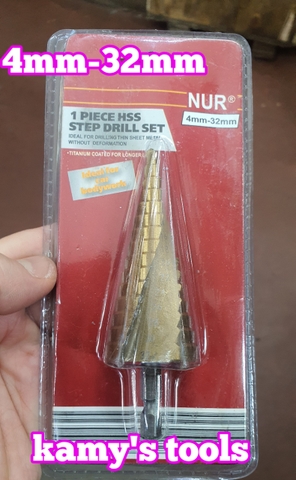 4mm-32mm
NUR®
4mm-32mm
1 PIECE HSS
STEP DRILL SET
IDEAL FOR DRILLING THIN SHEET METAL
WITHOUT DEFORMATION
•TITANIUM COATED FOR LONGER
kamy's tools